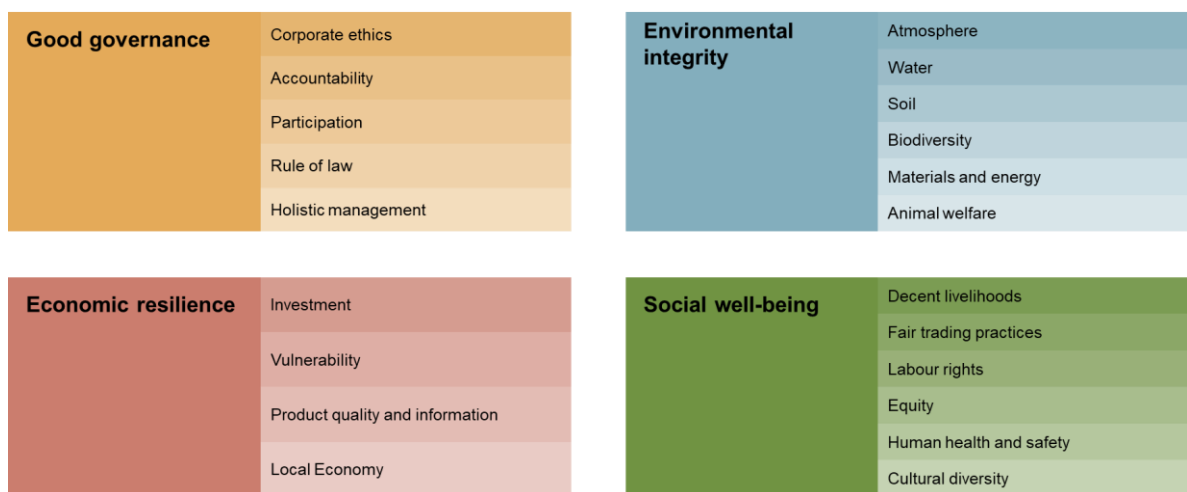 Good governance
Corporate ethics
Accountability
Participation
Rule of law
Holistic management
Environmental
integrity
Atmosphere
Water
Soil
Biodiversity
Materials and energy
Animal welfare
Economic resilience
Investment
Vulnerability
Product quality and information
Local Economy
Social well-being
Decent livelihoods
Fair trading practices
Labour rights
Equity
Human health and safety
Cultural diversity